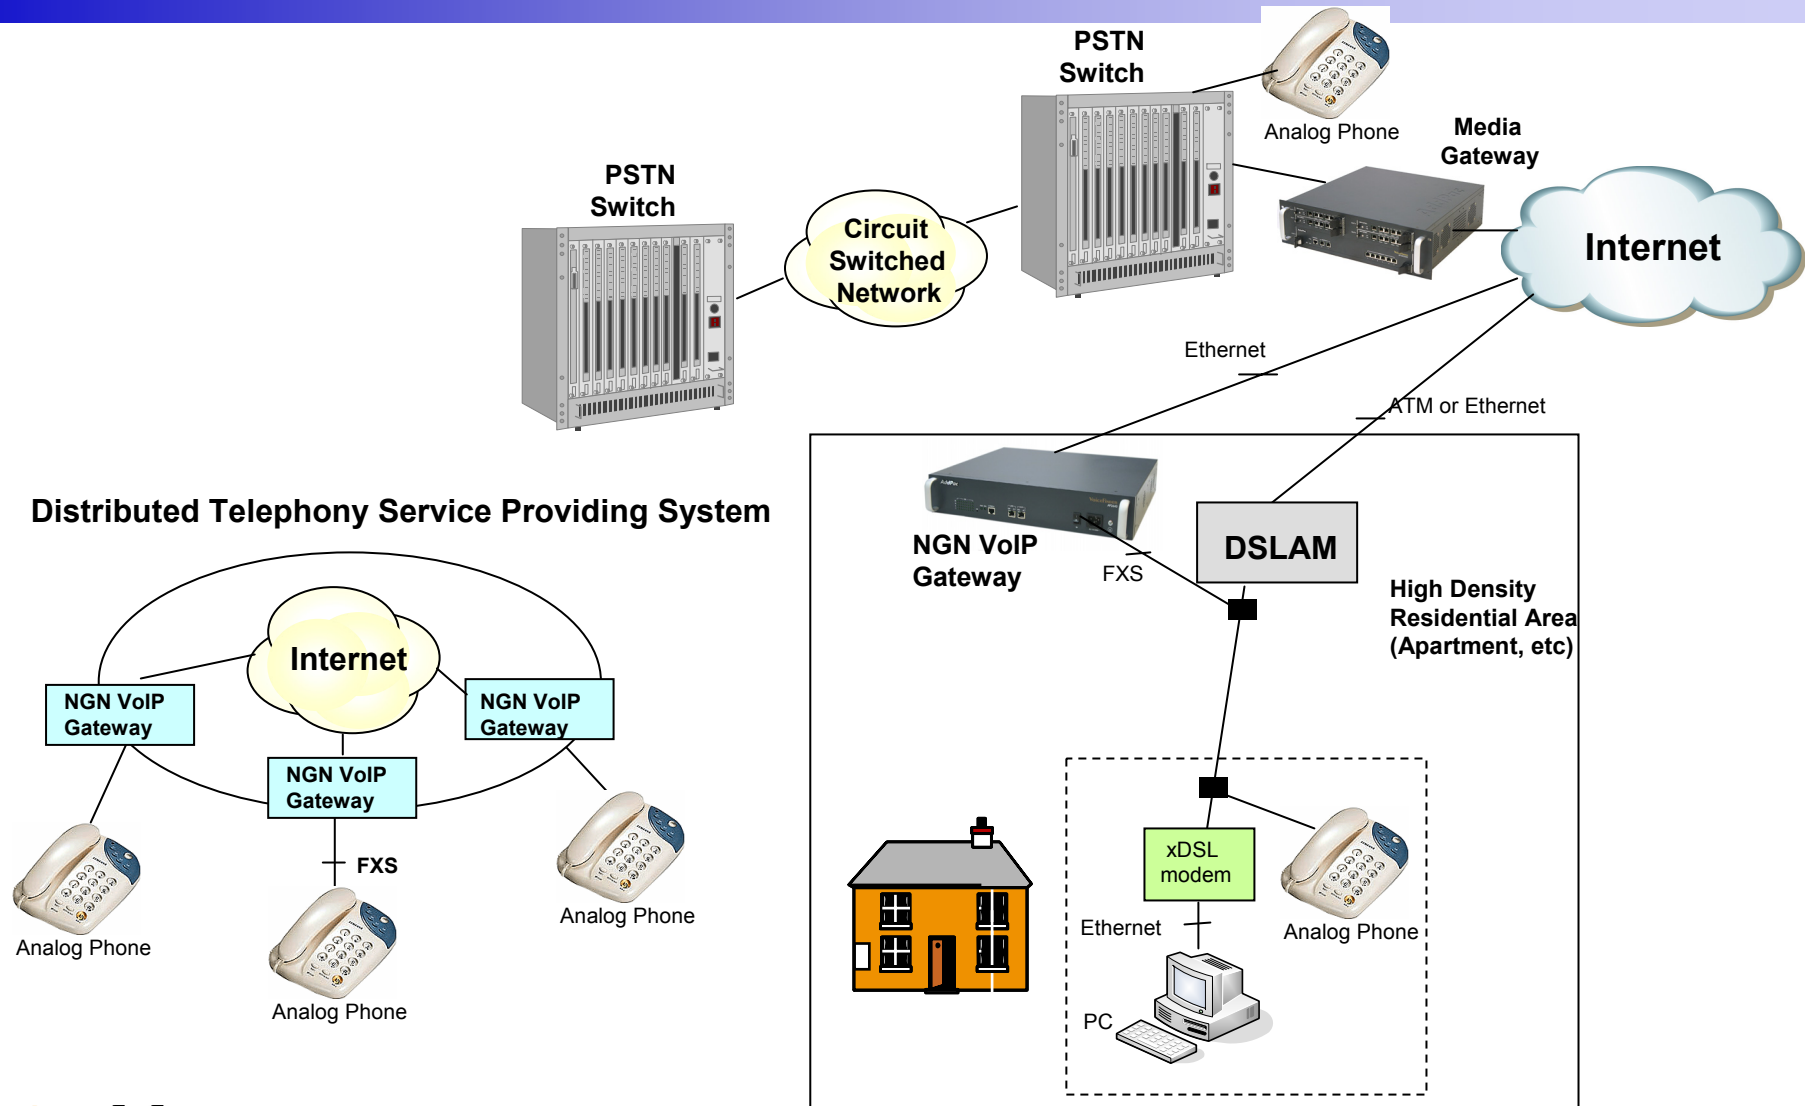 PSTN
Switch
Analog Phone
Media
Gateway
PSTN
Switch
Circuit
Switched
Network
Internet
Ethernet
ATM or Ethernet
Distributed Telephony Service Providing System
NGN VoIP
Gateway
FXS
DSLAM
High Density
Residential Area
(Apartment, etc)
Internet
NGN VoIP
Gateway
NGN VoIP
Gateway
NGN VoIP
Gateway
FXS
Analog Phone
Analog Phone
Analog Phone
xDSL
modem
Ethernet
Analog Phone
PC